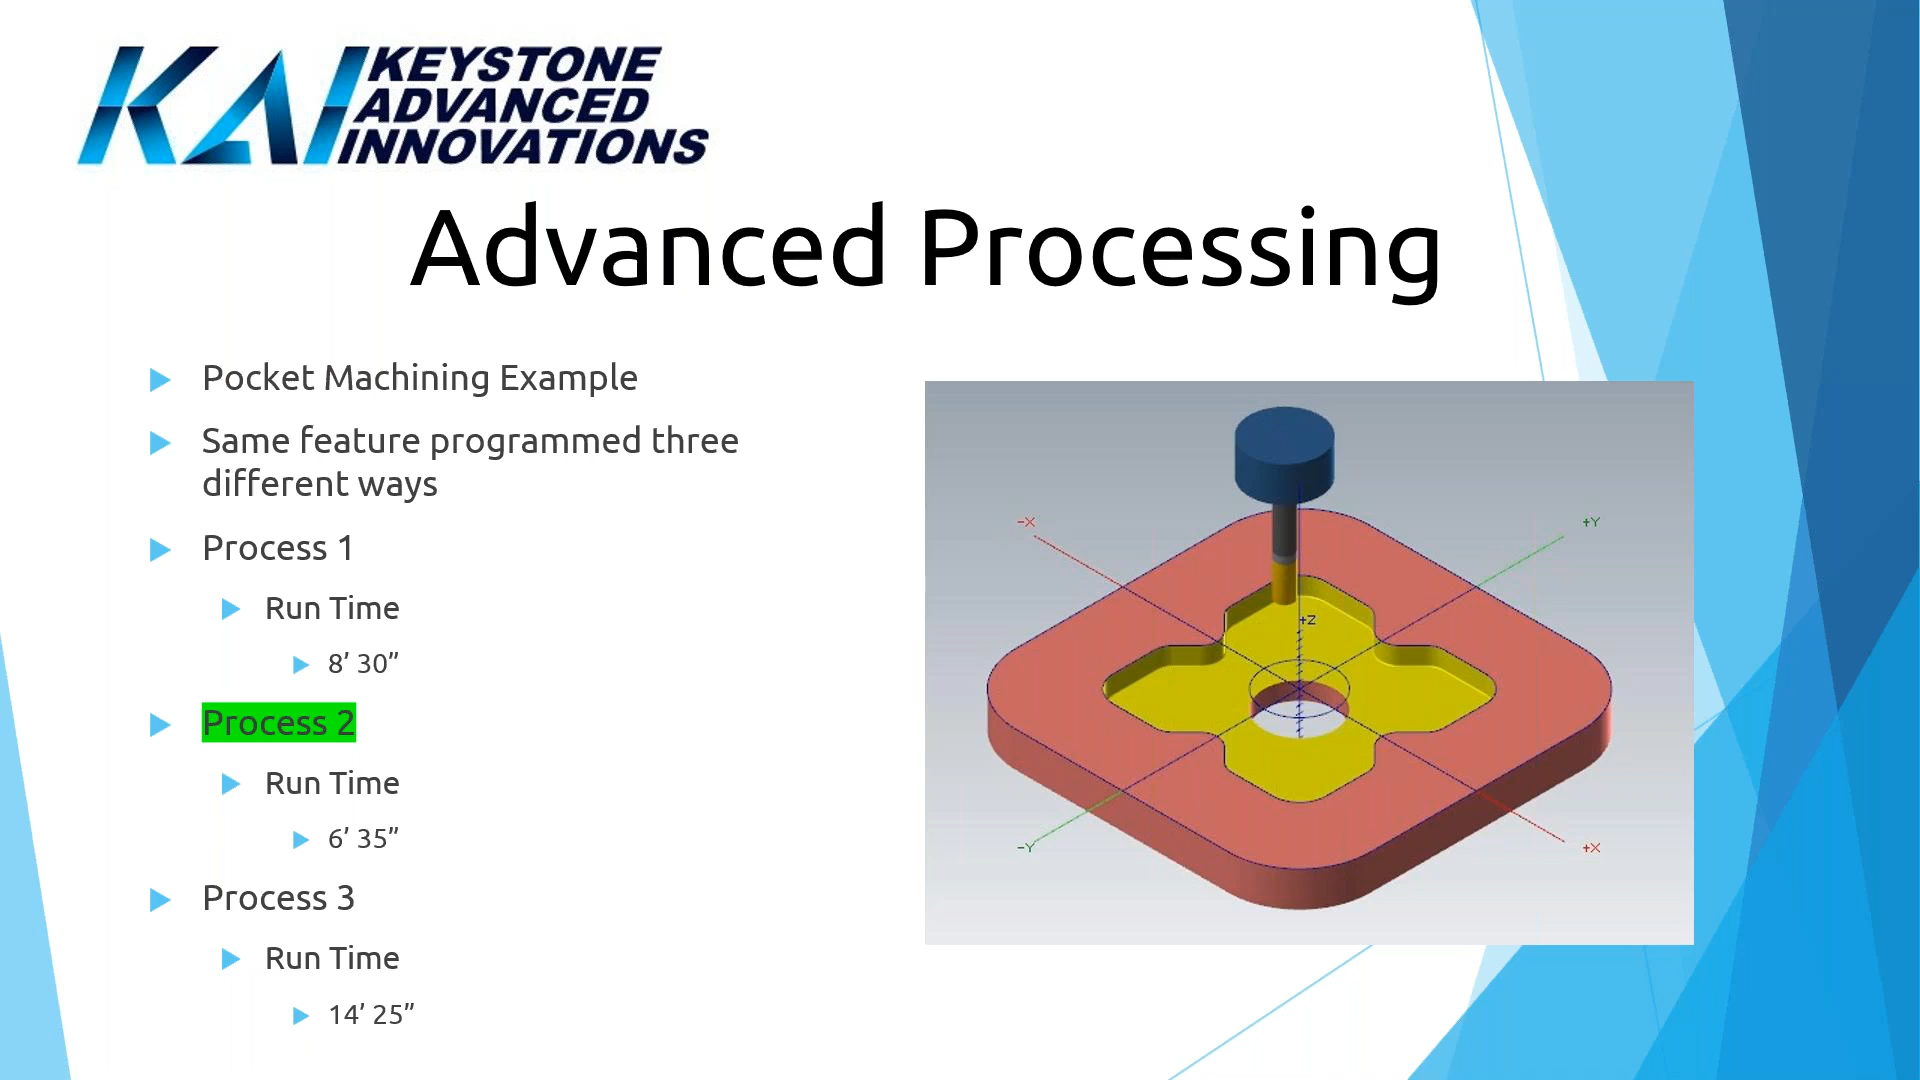 KAI KEYSTONE
ADVANCED
INNOVATIONS
Advanced Processing
Pocket Machining Example
Same feature programmed three
different ways
Process 1
Run Time
8’ 30”
Process 2
Run Time
6’ 35”
Process 3
Run Time
14’ 25”
-X
+Y
+Z
-Y
+X